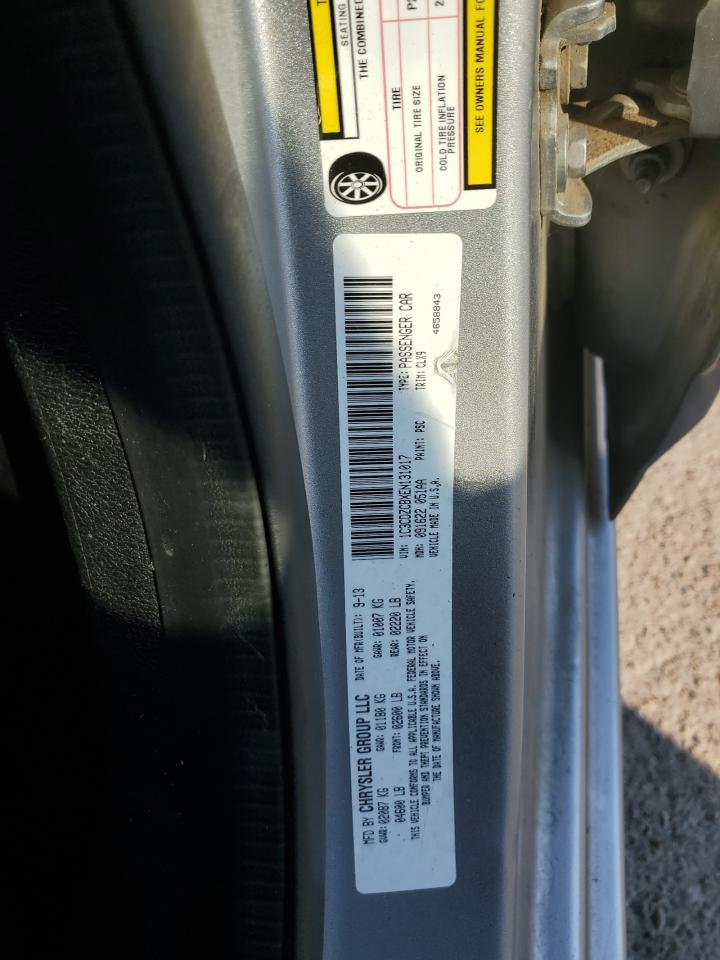 T
SEATING
THE COMBINED
TIRE
ORIGINAL TIRE SIZE
COLD TIRE INFLATION
PRESSURE
SEE OWNERS MANUAL FO
MFD BY CHRYSLER GROUP LLC DATE OF MFR(BUILT): 9-13
GVWR: 02087 KG GAWR: 01180 KG GAWR: 01007 KG
04600 LB FRONT: 02600 LB REAR: 02220 LB
THIS VEHICLE CONFORMS TO ALL APPLICABLE U.S.A. FEDERAL MOTOR VEHICLE SAFETY,
BUMPER AND THEFT PREVENTION STANDARDS IN EFFECT ON
THE DATE OF MANUFACTURE SHOWN ABOVE.
VIN: 1C3CDZCBXEN131017 TYPE: PASSENGER CAR
MDH: 091622 051AA PAINT: PSC TRIM: CLX9
VEHICLE MADE IN U.S.A. 4658843